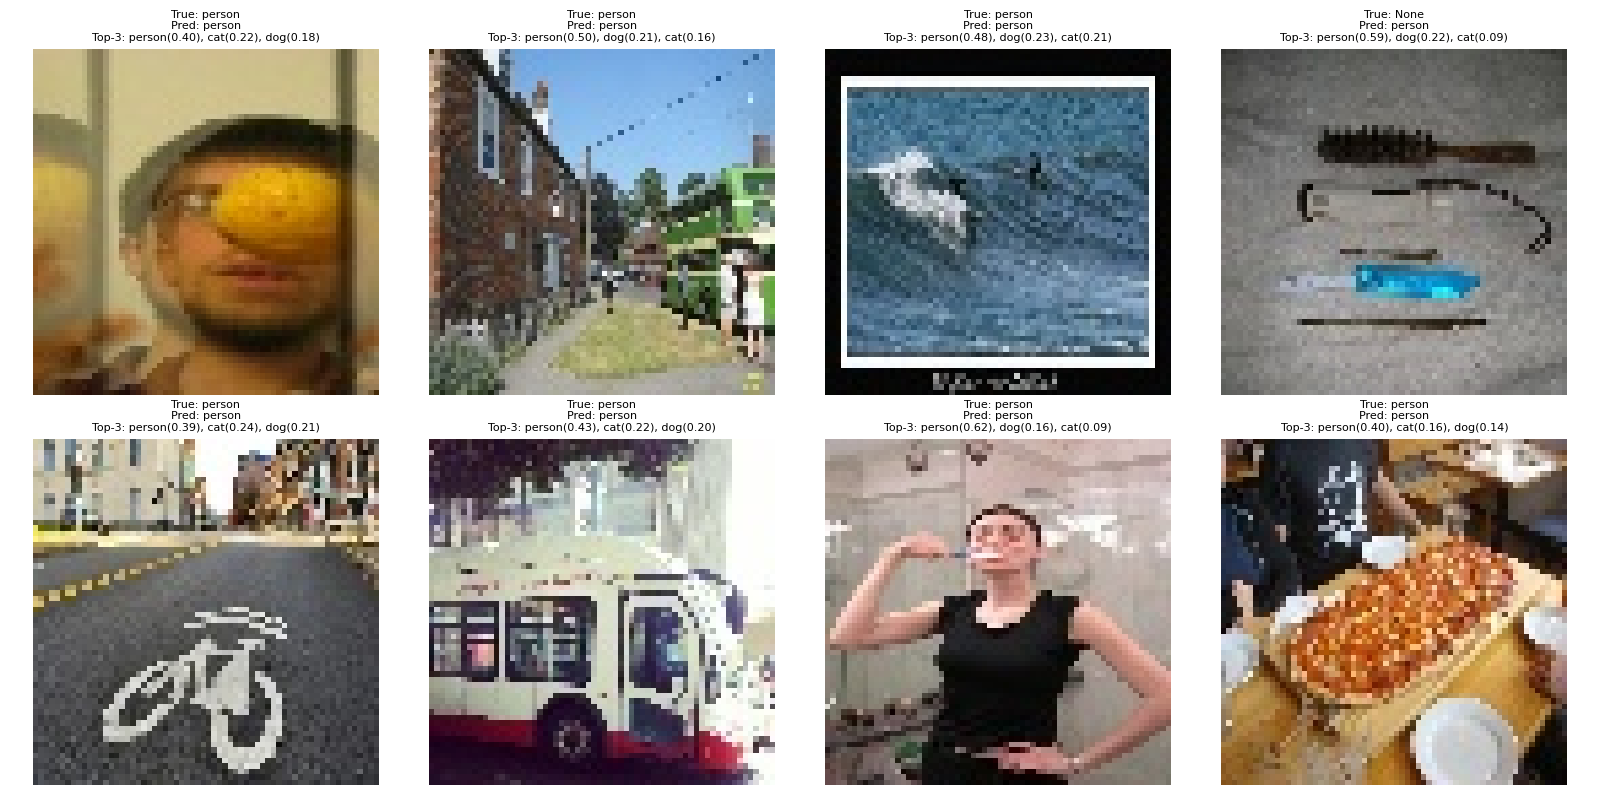 True: person
Pred: person
Top-3: person(0.40), cat(0.22), dog(0.18)
True: person
Pred: person
Top-3: person(0.50), dog(0.21), cat(0.16)
True: person
Pred: person
Top-3: person(0.48), dog(0.23), cat(0.21)
True: None
Pred: person
Top-3: person(0.59), dog(0.22), cat(0.09)
True: person
Pred: person
Top-3: person(0.39), cat(0.24), dog(0.21)
True: person
Pred: person
Top-3: person(0.43), cat(0.22), dog(0.20)
True: person
Pred: person
Top-3: person(0.62), dog(0.16), cat(0.09)
True: person
Pred: person
Top-3: person(0.40), cat(0.16), dog(0.14)